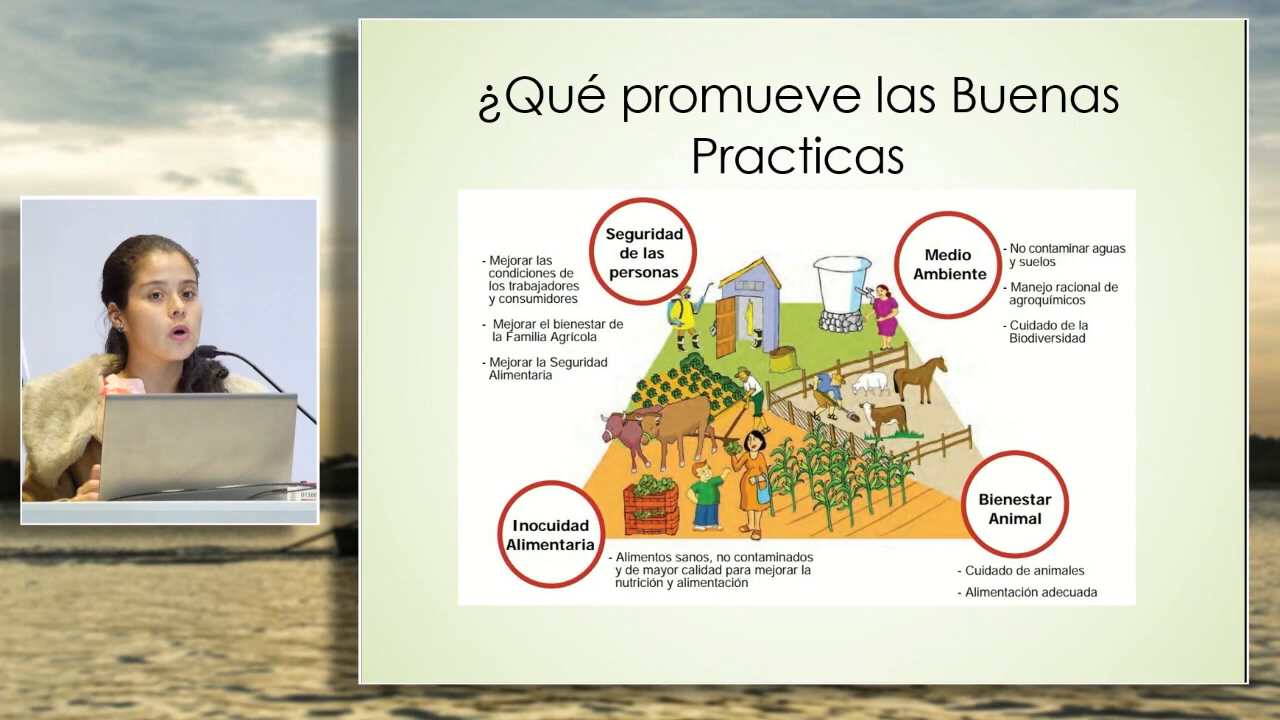 ¿Qué promueve las Buenas
Practicas
Seguridad
de las
personas
- Mejorar las
condiciones de
los trabajadores
y consumidores
- Mejorar el bienestar de
la Familia Agrícola
- Mejorar la Seguridad
Alimentaria
Medio
Ambiente
- No contaminar aguas
y suelos
- Manejo racional de
agroquímicos
- Cuidado de la
Biodiversidad
Inocuidad
Alimentaria
- Alimentos sanos, no contaminados
y de mayor calidad para mejorar la
nutrición y alimentación
Bienestar
Animal
- Cuidado de animales
- Alimentación adecuada